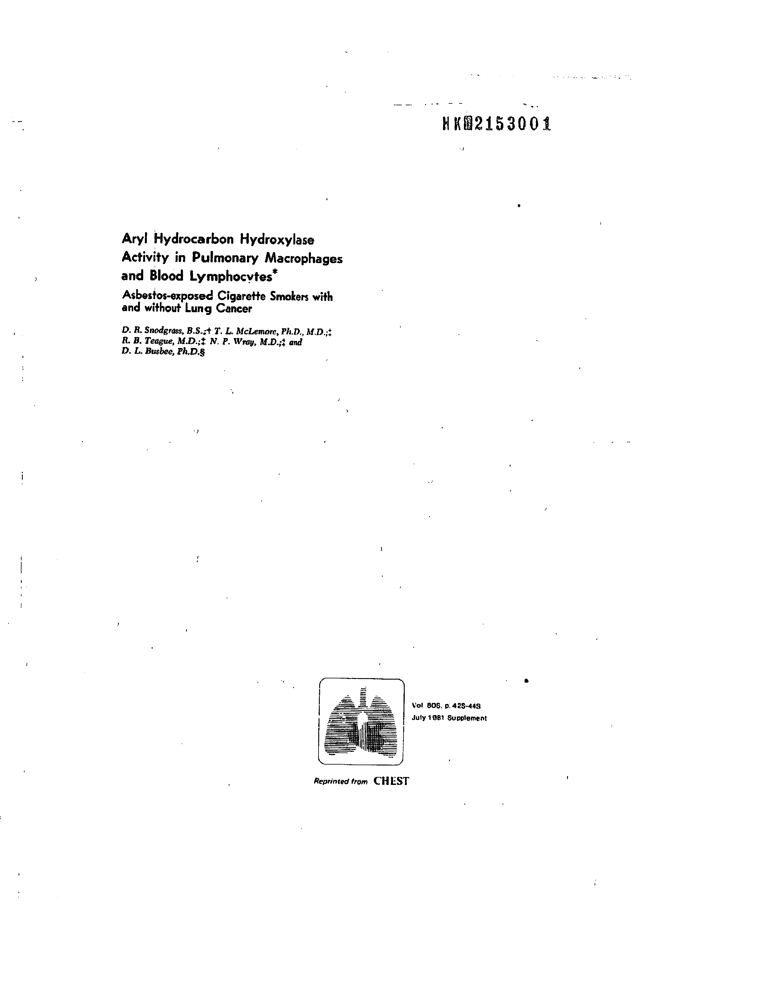 HK02153001
Aryl Hydrocarbon Hydroxylase
Activity in Pulmonary Macrophages
and Blood Lymphocytes*
Asbestos-exposed Cigarette Smokers with
and without Lung Cancer
D. R. Snodgrass, B.S.;† T. L. McLemore, Ph.D., M.D.;‡
R. B. Teague, M.D.;‡ N. P. Wray, M.D.;‡ and
D. L. Busbee, Ph.D.§
Vol 80S, p. 42S-44S
July 1981 Supplement
Reprinted from CHEST